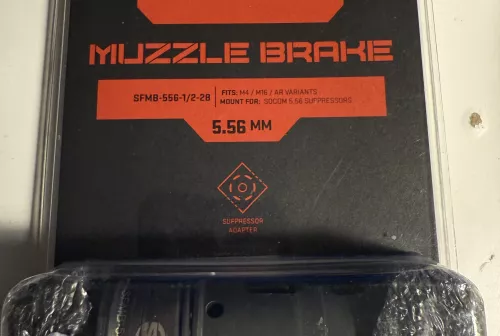 MUZZLE BRAKE
SFMB-556-1/2-28
FITS: M4 / M16 / AR VARIANTS
MOUNT FOR: SOCOM 5.56 SUPPRESSORS
5.56 MM
SUPPRESSOR
ADAPTER